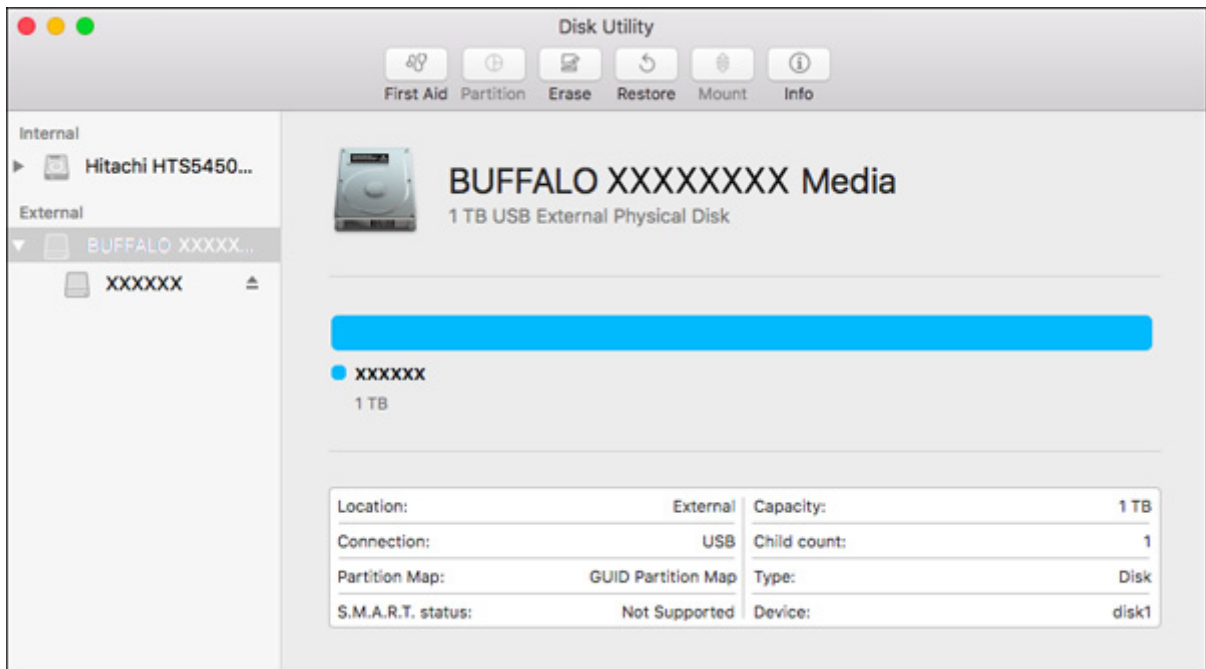 Disk Utility
First Aid Partition Erase Restore Mount Info
Internal
Hitachi HTS5450...
External
BUFFALO XXXXX...
XXXXXX
BUFFALO XXXXXXXX Media
1 TB USB External Physical Disk
XXXXXX
1 TB
Location: External Capacity: 1 TB
Connection: USB Child count: 1
Partition Map: GUID Partition Map Type: Disk
S.M.A.R.T. status: Not Supported Device: disk1